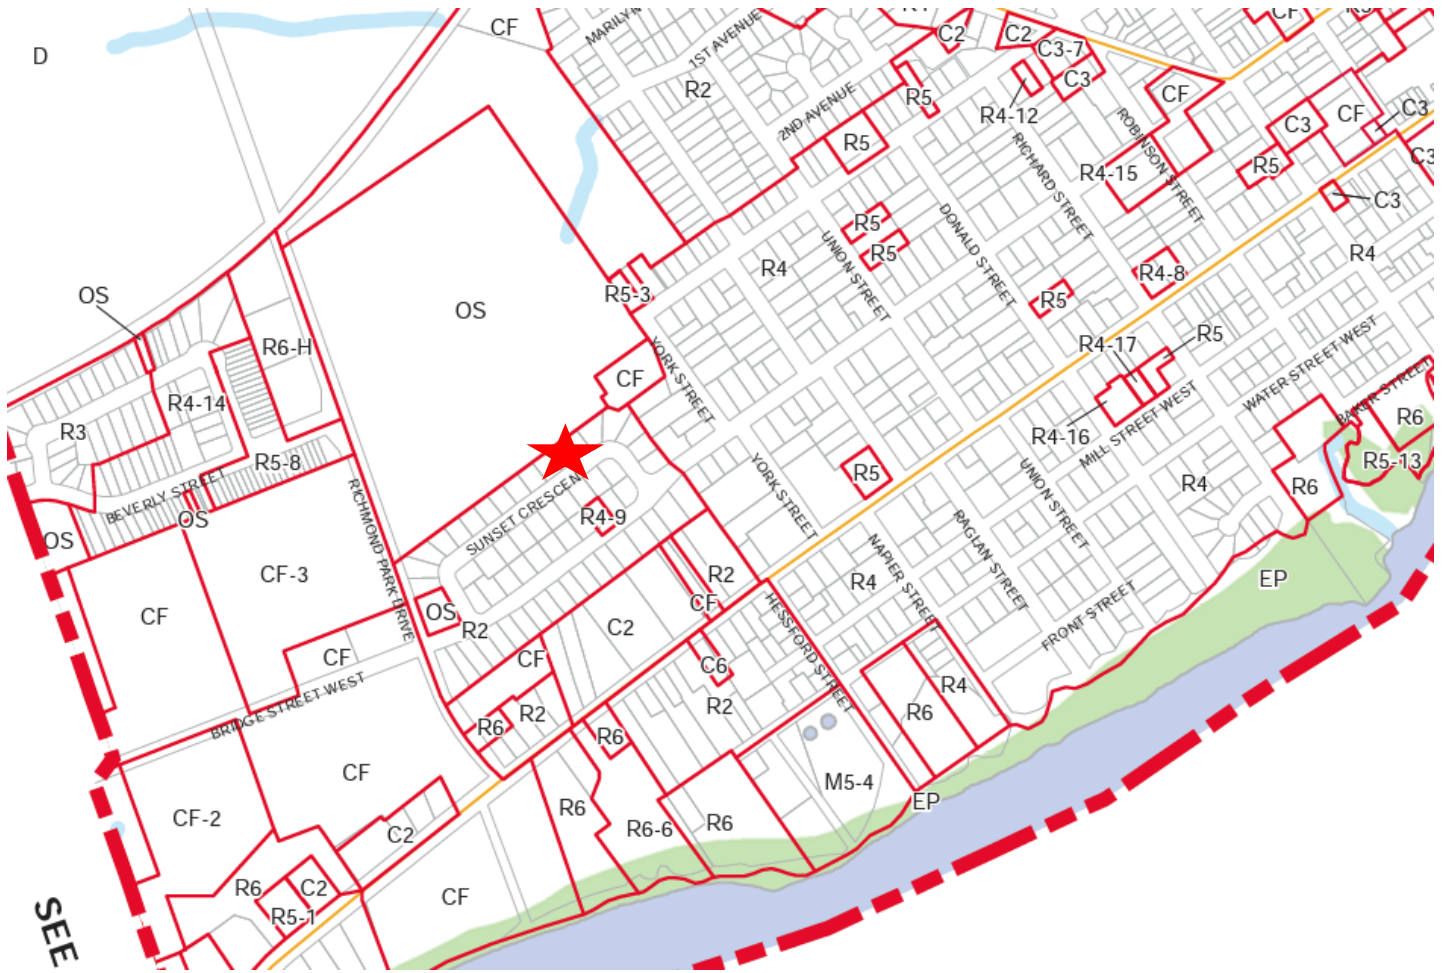 CF
MARILYN
C2
C2
D
1ST AVENUE
C3-7
CF
R2
C3
R5
CF
2ND AVENUE
R4-12
CF
C3
ROBINSON STREET
C3
R5
RICHARD STREET
C3
R4-15
R5
C3
R5
DONALD STREET
UNION STREET
R5
R4
R4
R4-8
OS
R5-3
R5
OS
R5
R6-H
YORK STREET
R4-17
WATER STREET WEST
CF
BAKER STREET
R4-14
R6
R3
R4-16
MILL STREET WEST
R5-8
YORK STREET
R5
UNION STREET
R5-13
BEVERLY STREET
RICHMOND PARK DRIVE
SUNSET CRESCENT
R4
R6
OS
R4-9
RAGLAN STREET
OS
NAPIER STREET
CF-3
R2
R4
EP
CF
OS
CF
HESSFORD STREET
FRONT STREET
R2
C2
CF
CF
C6
R4
BRIDGE STREET WEST
R6
R2
R2
R6
R6
CF
M5-4
EP
CF-2
C2
R6
R6-6
R6
R6
C2
CF
R5-1
SEE